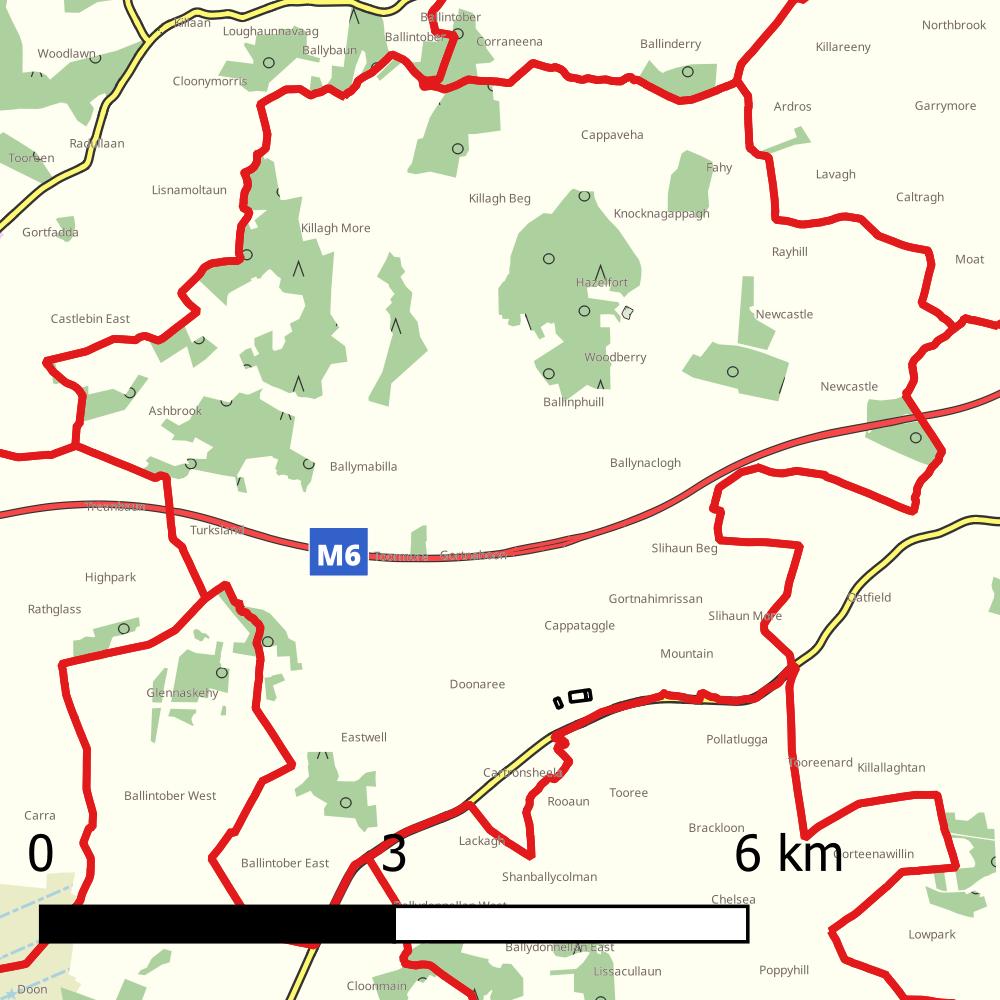 Killaan
Ballintober
Northbrook
Loughaunnavaag
Ballintober
Corraneena
Ballinderry
Killareeny
Woodlawn
Ballybaun
Cloonymorris
Ardros
Garrymore
Cappaveha
Rahullaan
Tooreen
Fahy
Lavagh
Lisnamoltaun
Killagh Beg
Caltragh
Knocknagappagh
Gortfadda
Killagh More
Rayhill
Moat
Hazelfort
Castlebin East
Newcastle
Woodberry
Newcastle
Ballinphuill
Ashbrook
Ballymabilla
Ballynaclogh
Treunbaun
Turksland
M6
Slihaun Beg
Highpark
Gortnahimrissan
Oatfield
Rathglass
Slihaun More
Cappataggle
Mountain
Doonaree
Glennaskehy
Eastwell
Pollatlugga
Tooreenard
Killallaghtan
Cartronsheela
Ballintober West
Tooree
Rooaun
Carra
Brackloon
Lackagh
0
3
6 km
Gorteenawillin
Ballintober East
Shanballycolman
Chelsea
Ballydonnellan West
Lowpark
Ballydonnellan East
Poppyhill
Lissacullaun
Cloonmain
Doon